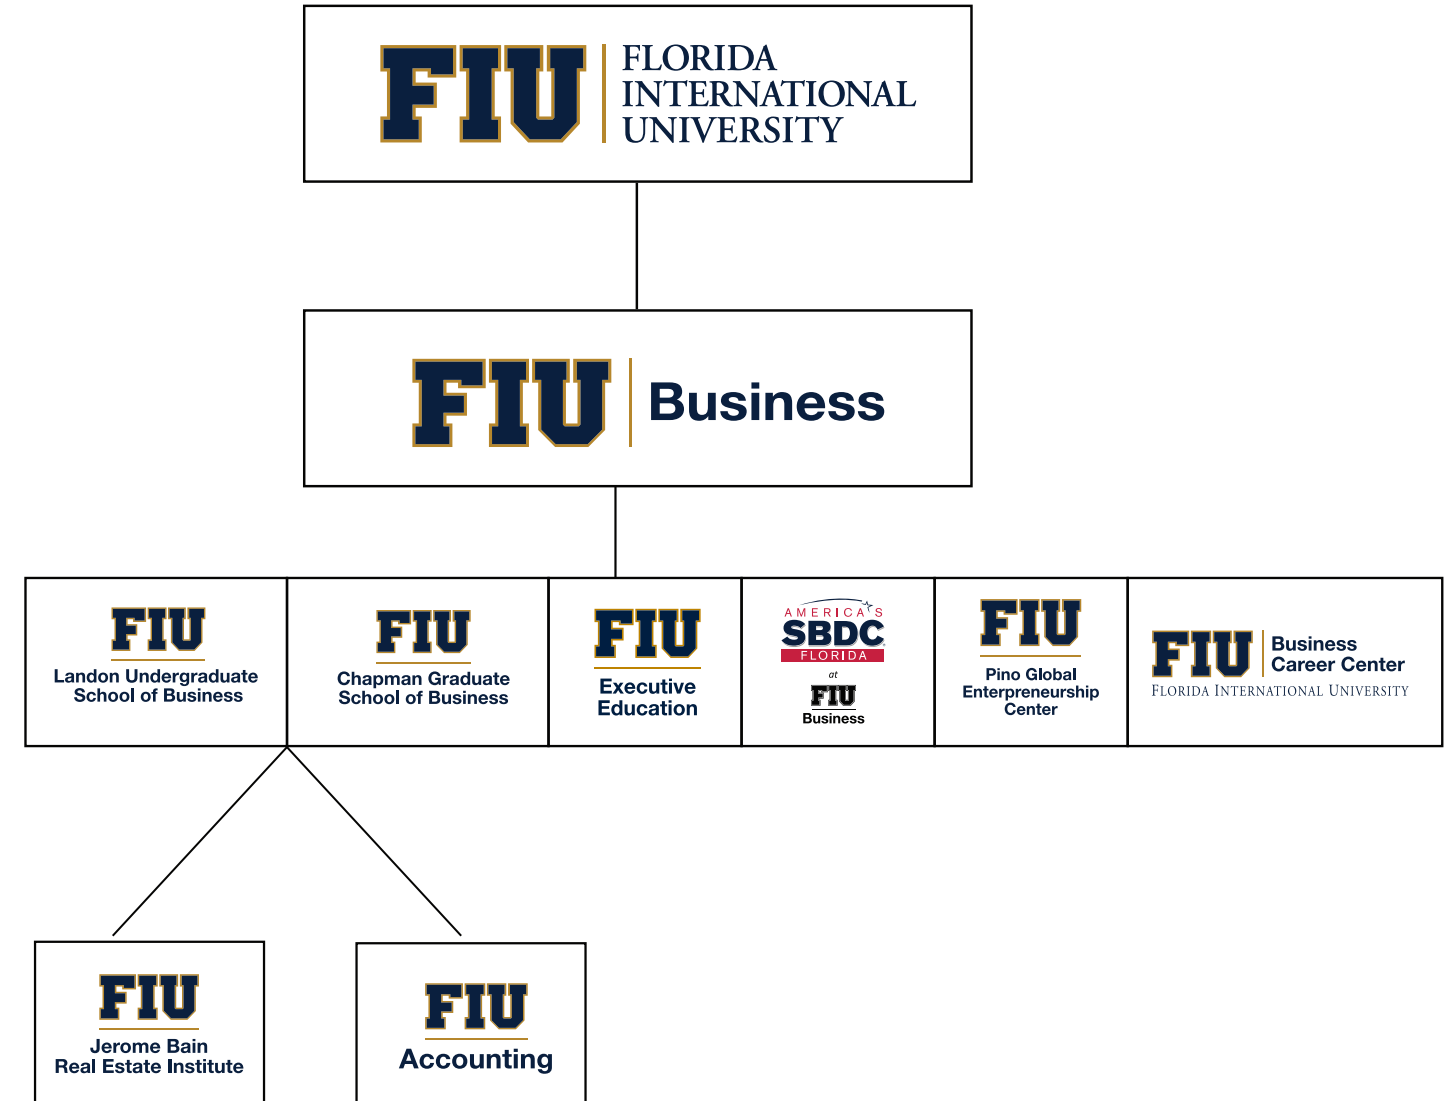 FIU
FLORIDA
INTERNATIONAL
UNIVERSITY
FIU
Business
FIU
Landon Undergraduate
School of Business
FIU
Chapman Graduate
School of Business
FIU
Executive
Education
AMERICA'S
SBDC
FLORIDA
at
FIU
Business
FIU
Pino Global
Enterpreneurship
Center
FIU
Business
Career Center
FLORIDA INTERNATIONAL UNIVERSITY
FIU
Jerome Bain
Real Estate Institute
FIU
Accounting